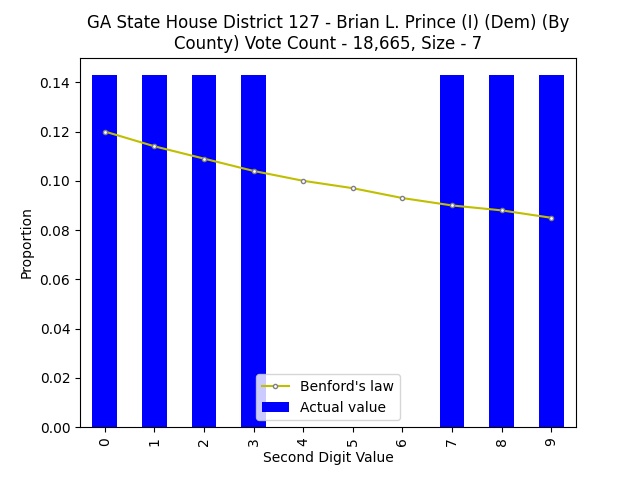 GA State House District 127 - Brian L. Prince (I) (Dem) (By
County) Vote Count - 18,665, Size - 7
0.14
0.12
0.10
0.08
0.06
0.04
0.02
0.00
Proportion
Benford's law
Actual value
0 1 2 3 4 5 6 7 8 9
Second Digit Value